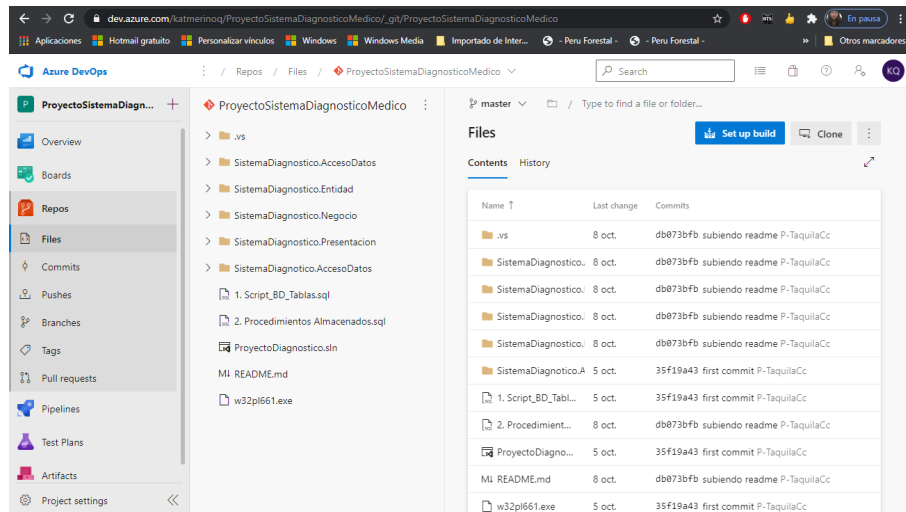 dev.azure.com/katmerinoq/ProyectoSistemaDiagnosticoMedico/_git/ProyectoSistemaDiagnosticoMedico
En pausa
Aplicaciones
Hotmail gratuito
Personalizar vínculos
Windows
Windows Media
Importado de Inter...
- Peru Forestal -
- Peru Forestal -
»
Otros marcadores
Azure DevOps
/ Repos / Files / ProyectoSistemaDiagnosticoMedico
Search
KQ
P ProyectoSistemaDiagn... +
Overview
Boards
Repos
Files
Commits
Pushes
Branches
Tags
Pull requests
Pipelines
Test Plans
Artifacts
Project settings
ProyectoSistemaDiagnosticoMedico
.vs
SistemaDiagnostico.AccesoDatos
SistemaDiagnostico.Entidad
SistemaDiagnostico.Negocio
SistemaDiagnostico.Presentacion
SistemaDiagnotico.AccesoDatos
1. Script_BD_Tablas.sql
2. Procedimientos Almacenados.sql
ProyectoDiagnostico.sln
M↓ README.md
w32pl661.exe
master / Type to find a file or folder...
Files
Set up build
Clone
Contents History
Name ↑ Last change Commits
.vs 8 oct. db073bfb subiendo readme P-TaquilaCc
SistemaDiagnostico.. 8 oct. db073bfb subiendo readme P-TaquilaCc
SistemaDiagnostico. 8 oct. db073bfb subiendo readme P-TaquilaCc
SistemaDiagnostico. 8 oct. db073bfb subiendo readme P-TaquilaCc
SistemaDiagnostico. 8 oct. db073bfb subiendo readme P-TaquilaCc
SistemaDiagnotico.A 5 oct. 35f19a43 first commit P-TaquilaCc
1. Script_BD_Tabl... 5 oct. 35f19a43 first commit P-TaquilaCc
2. Procedimient... 8 oct. db073bfb subiendo readme P-TaquilaCc
ProyectoDiagno... 5 oct. 35f19a43 first commit P-TaquilaCc
M↓ README.md 8 oct. db073bfb subiendo readme P-TaquilaCc
w32pl661.exe 5 oct. 35f19a43 first commit P-TaquilaCc